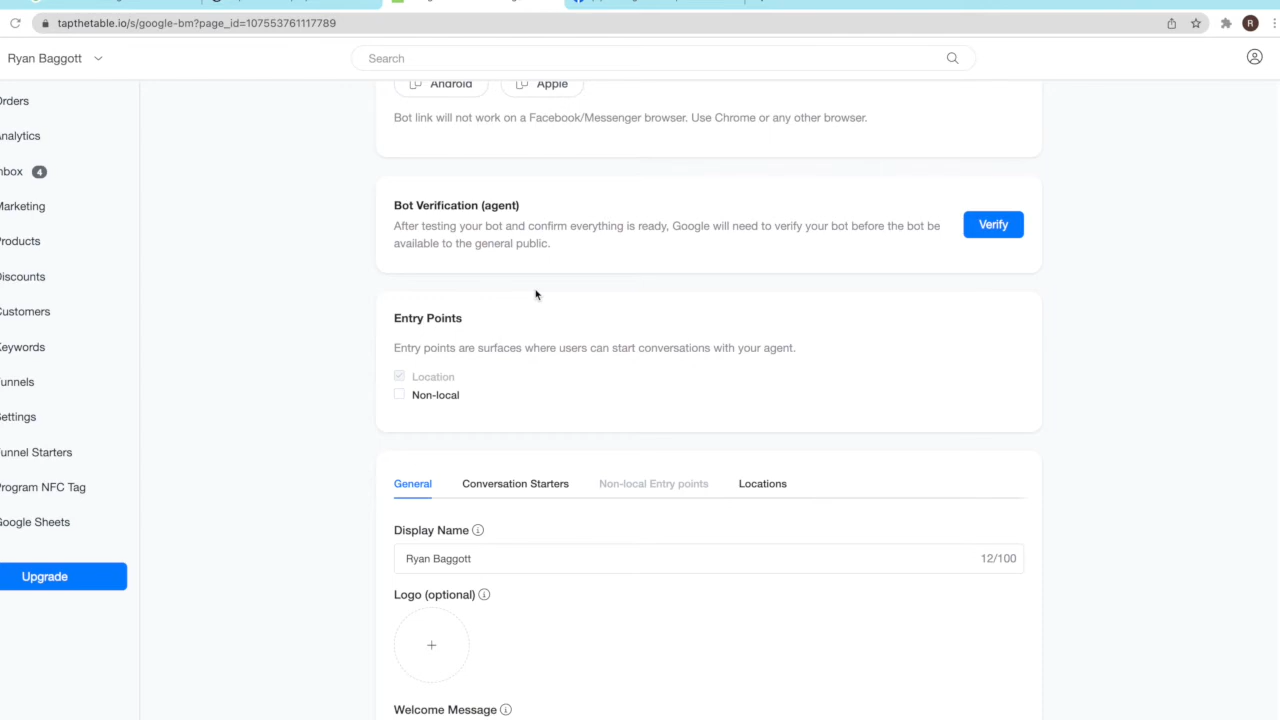 tapthetable.io/s/google-bm?page_id=107553761117789
R
Ryan Baggott
Search
Orders
Analytics
Inbox 4
Marketing
Products
Discounts
Customers
Keywords
Funnels
Settings
Funnel Starters
Program NFC Tag
Google Sheets
Upgrade
Android Apple
Bot link will not work on a Facebook/Messenger browser. Use Chrome or any other browser.
Bot Verification (agent)
After testing your bot and confirm everything is ready, Google will need to verify your bot before the bot be
available to the general public.
Verify
Entry Points
Entry points are surfaces where users can start conversations with your agent.
Location
Non-local
General Conversation Starters Non-local Entry points Locations
Display Name
Ryan Baggott 12/100
Logo (optional)
+
Welcome Message